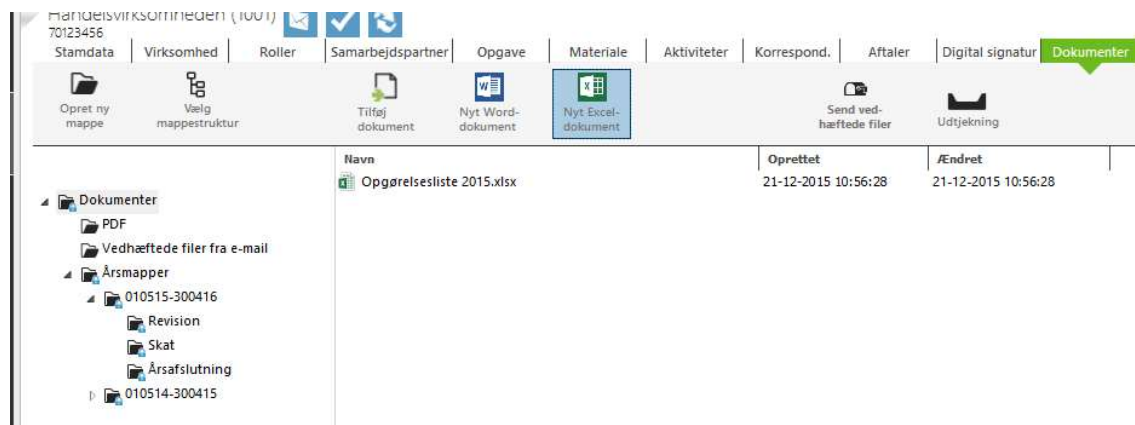 Handelsvirksomheden (1001)
70123456
Stamdata Virksomhed Roller Samarbejdspartner Opgave Materiale Aktiviteter Korrespond. Aftaler Digital signatur Dokumenter
Opret ny
mappe
Vælg
mappestruktur
Tilføj
dokument
Nyt Word-
dokument
Nyt Excel-
dokument
Send ved-
hæftede filer
Udtjekning
Navn Oprettet Ændret
Opgørelsesliste 2015.xlsx 21-12-2015 10:56:28 21-12-2015 10:56:28
Dokumenter
PDF
Vedhæftede filer fra e-mail
Årsmapper
010515-300416
Revision
Skat
Årsafslutning
010514-300415